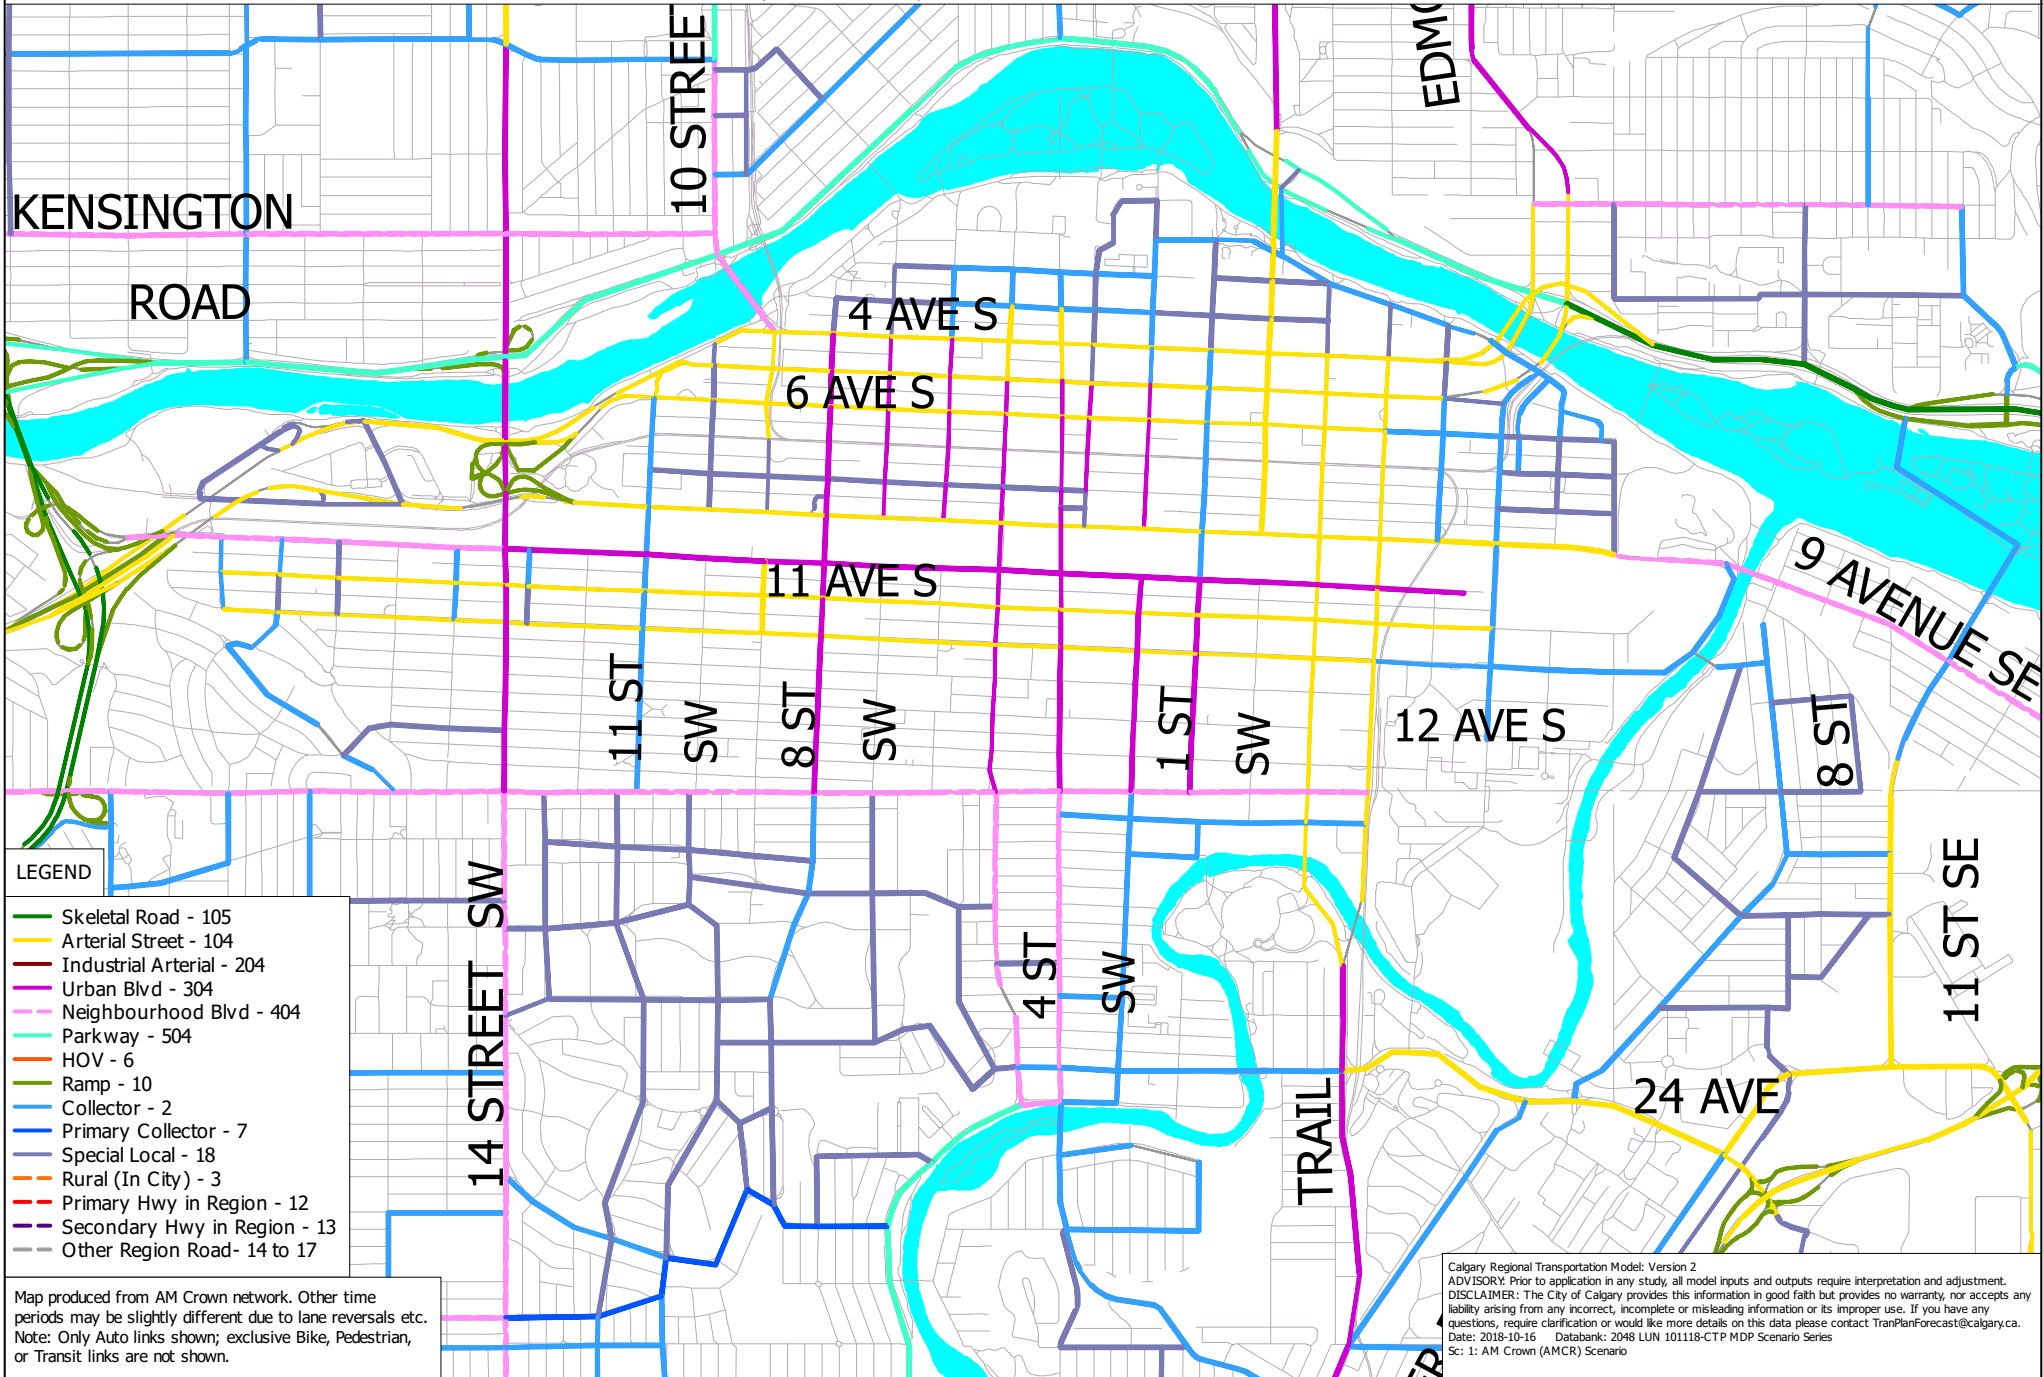 10 STREET
EDMO
KENSINGTON
ROAD
4 AVE S
6 AVE S
11 AVE S
9 AVENUE SE
11 ST
SW
8 ST
SW
1 ST
SW
12 AVE S
8 ST
14 STREET SW
4 ST
SW
11 ST SE
TRAIL
24 AVE
LEGEND
Skeletal Road - 105
Arterial Street - 104
Industrial Arterial - 204
Urban Blvd - 304
Neighbourhood Blvd - 404
Parkway - 504
HOV - 6
Ramp - 10
Collector - 2
Primary Collector - 7
Special Local - 18
Rural (In City) - 3
Primary Hwy in Region - 12
Secondary Hwy in Region - 13
Other Region Road- 14 to 17
Map produced from AM Crown network. Other time
periods may be slightly different due to lane reversals etc.
Note: Only Auto links shown; exclusive Bike, Pedestrian,
or Transit links are not shown.
Calgary Regional Transportation Model: Version 2
ADVISORY: Prior to application in any study, all model inputs and outputs require interpretation and adjustment.
DISCLAIMER: The City of Calgary provides this information in good faith but provides no warranty, nor accepts any
liability arising from any incorrect, incomplete or misleading information or its improper use. If you have any
questions, require clarification or would like more details on this data please contact TranPlanForecast@calgary.ca.
Date: 2018-10-16 Databank: 2048 LUN 101118-CTP MDP Scenario Series
Sc: 1: AM Crown (AMCR) Scenario